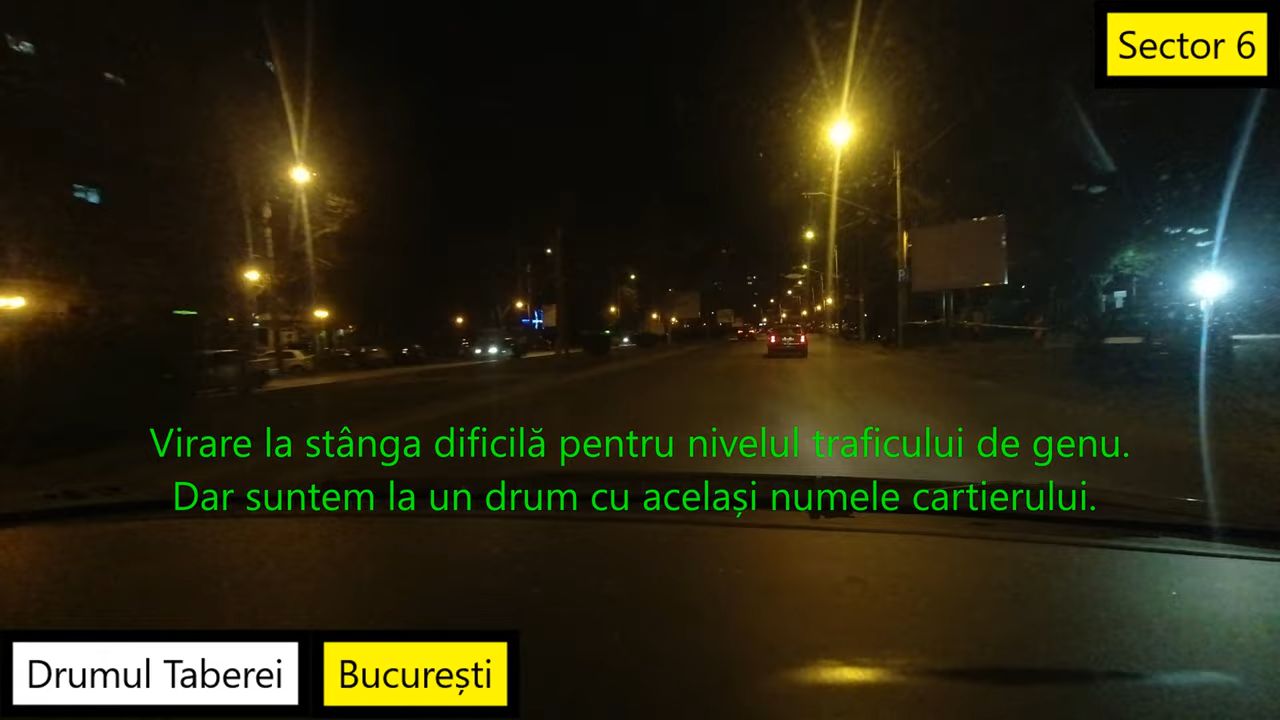 Sector 6
Virare la stânga dificilă pentru nivelul traficului de genu.
Dar suntem la un drum cu același numele cartierului.
Drumul Taberei
București